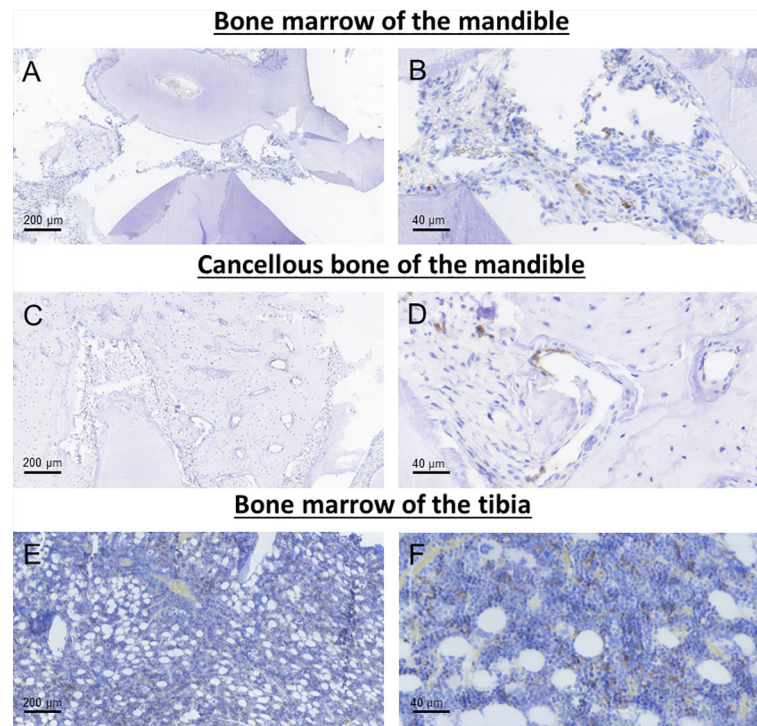 Bone marrow of the mandible
A
B
200 µm
40 µm
Cancellous bone of the mandible
C
D
200 µm
40 µm
Bone marrow of the tibia
E
F
200 µm
40 µm